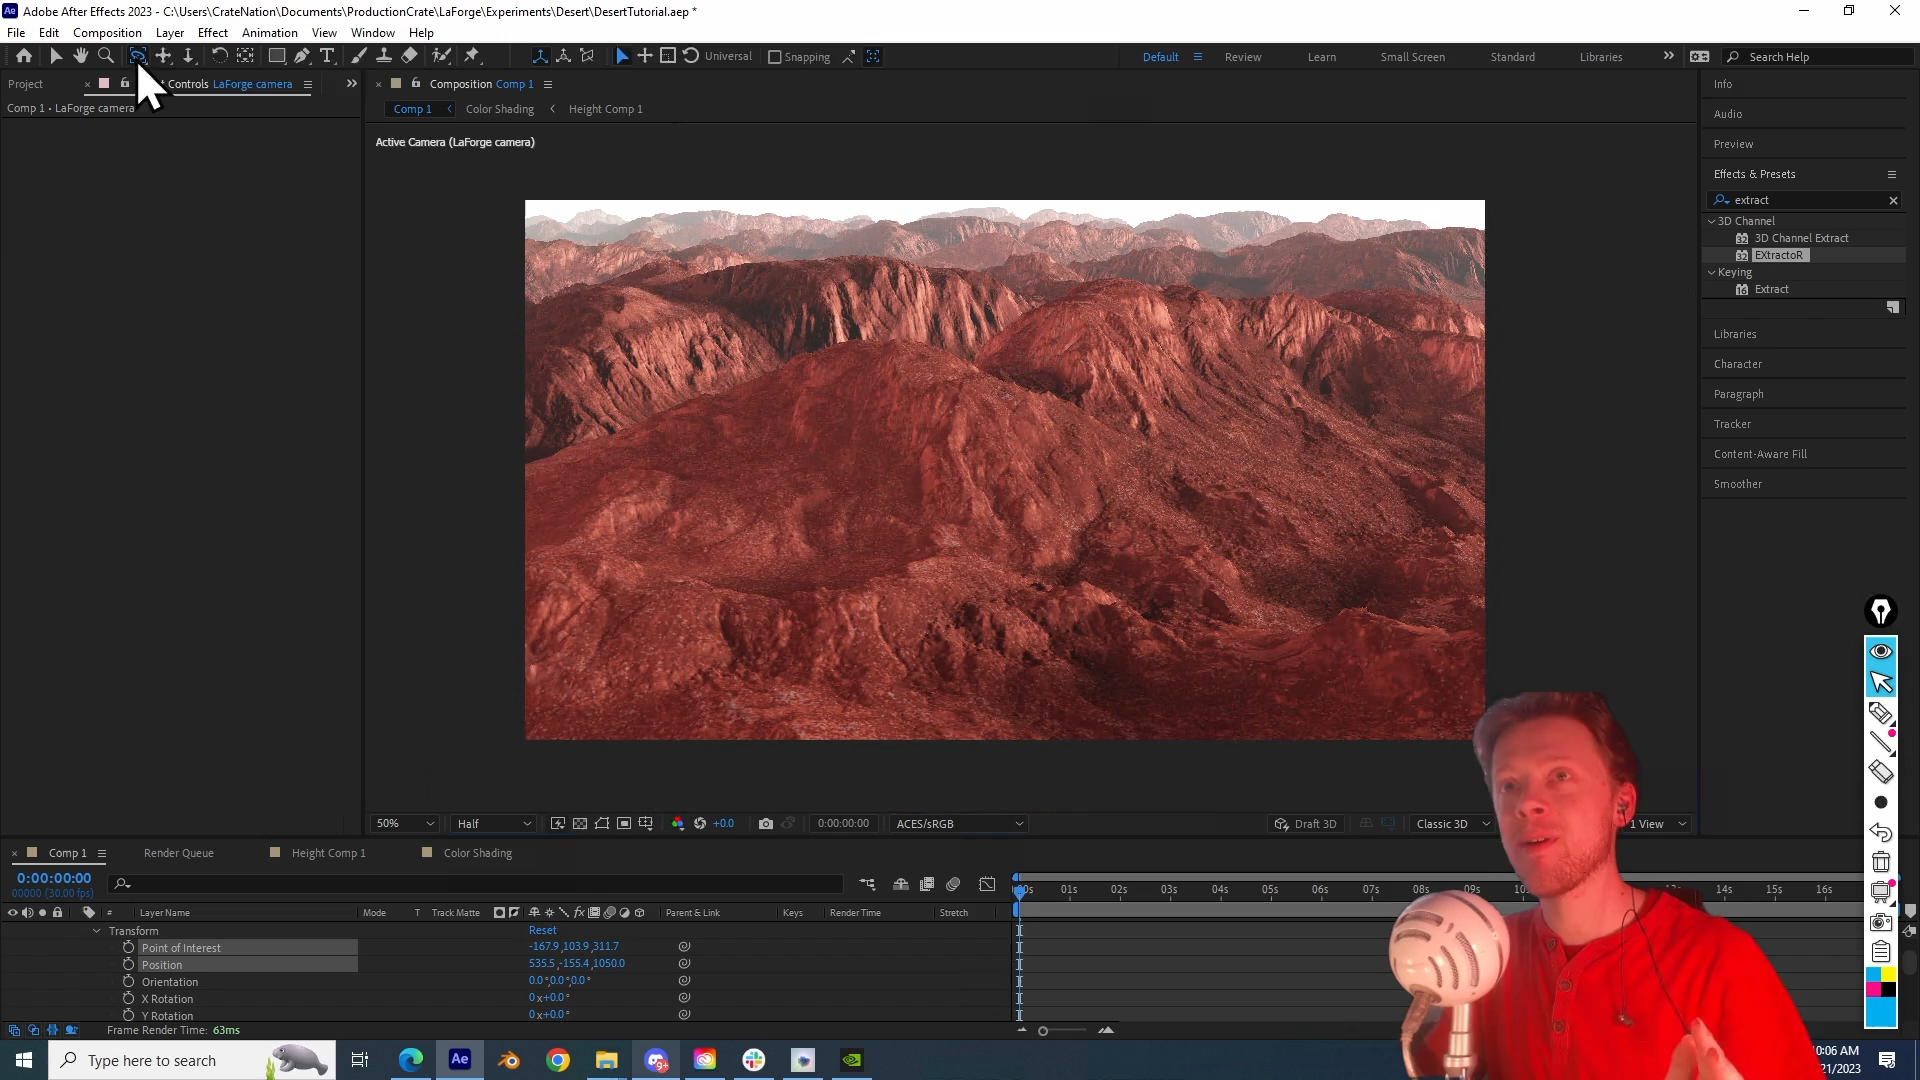 Ae Adobe After Effects 2023 - C:\Users\CrateNation\Documents\ProductionCrate\LaForge\Experiments\Desert\DesertTutorial.aep *
File Edit Composition Layer Effect Animation View Window Help
Universal Snapping Default Review Learn Small Screen Standard Libraries Search Help
Project Controls LaForge camera Composition Comp 1 Info
Comp 1 • LaForge camera
Comp 1 Color Shading Height Comp 1
Audio
Active Camera (LaForge camera)
Preview
Effects & Presets
extract
3D Channel
32 3D Channel Extract
32 EXtractoR
Keying
16 Extract
Libraries
Character
Paragraph
Tracker
Content-Aware Fill
Smoother
50% Half +0.0 0:00:00:00 ACES/sRGB Draft 3D Classic 3D 1 View
Comp 1 Render Queue Height Comp 1 Color Shading
0:00:00:00
00000 (30.00 fps)
00s 01s 02s 03s 04s 05s 06s 07s 08s 09s 14s 15s 16s
# Layer Name Mode T Track Matte fx Parent & Link Keys Render Time Stretch
Transform Reset
Point of Interest -167.9,103.9,311.7
Position 535.5,-155.4,1050.0
Orientation 0.0°,0.0°,0.0°
X Rotation 0x+0.0°
Y Rotation 0x+0.0°
Frame Render Time: 63ms
Type here to search Ae 9+